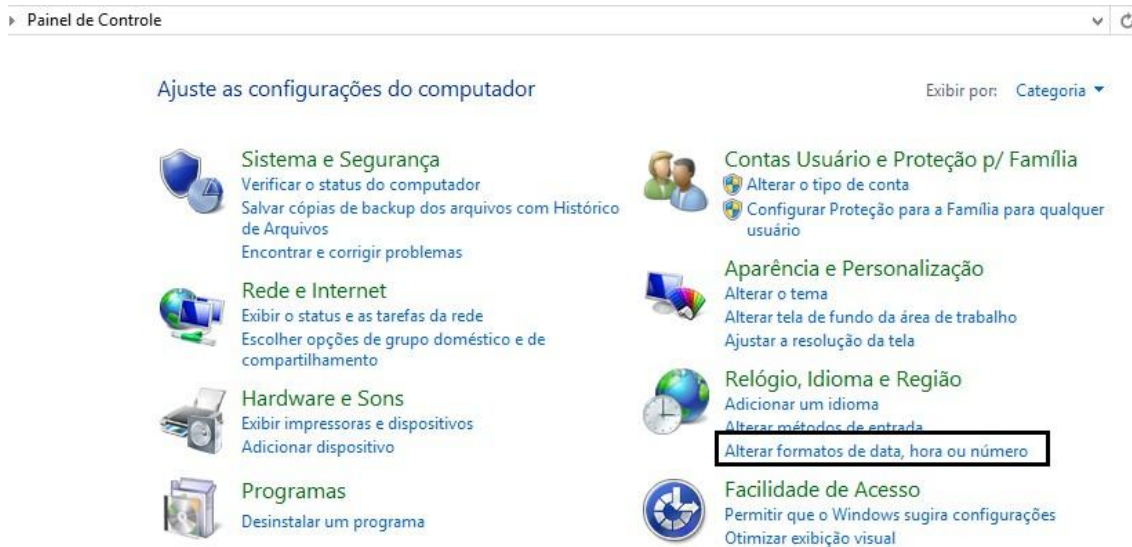 Painel de Controle
Ajuste as configurações do computador
Exibir por: Categoria
Sistema e Segurança
Verificar o status do computador
Salvar cópias de backup dos arquivos com Histórico
de Arquivos
Encontrar e corrigir problemas
Rede e Internet
Exibir o status e as tarefas da rede
Escolher opções de grupo doméstico e de
compartilhamento
Hardware e Sons
Exibir impressoras e dispositivos
Adicionar dispositivo
Programas
Desinstalar um programa
Contas Usuário e Proteção p/ Família
Alterar o tipo de conta
Configurar Proteção para a Família para qualquer
usuário
Aparência e Personalização
Alterar o tema
Alterar tela de fundo da área de trabalho
Ajustar a resolução da tela
Relógio, Idioma e Região
Adicionar um idioma
Alterar métodos de entrada
Alterar formatos de data, hora ou número
Facilidade de Acesso
Permitir que o Windows sugira configurações
Otimizar exibição visual